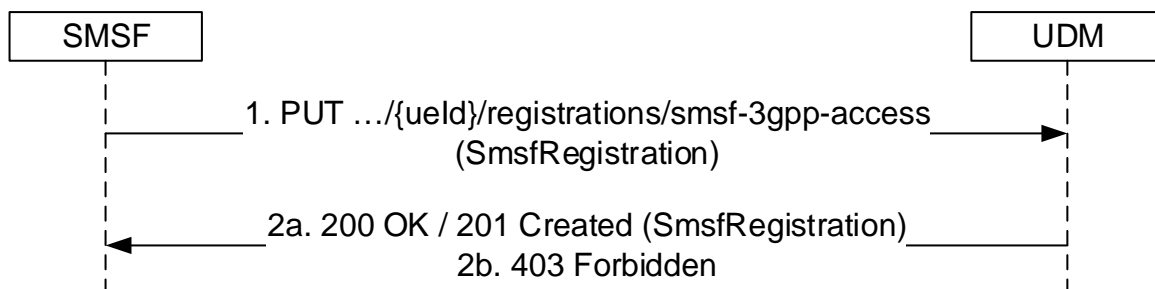 SMSF
UDM
1. PUT …/{ueId}/registrations/smsf-3gpp-access
(SmsfRegistration)
2a. 200 OK / 201 Created (SmsfRegistration)
2b. 403 Forbidden